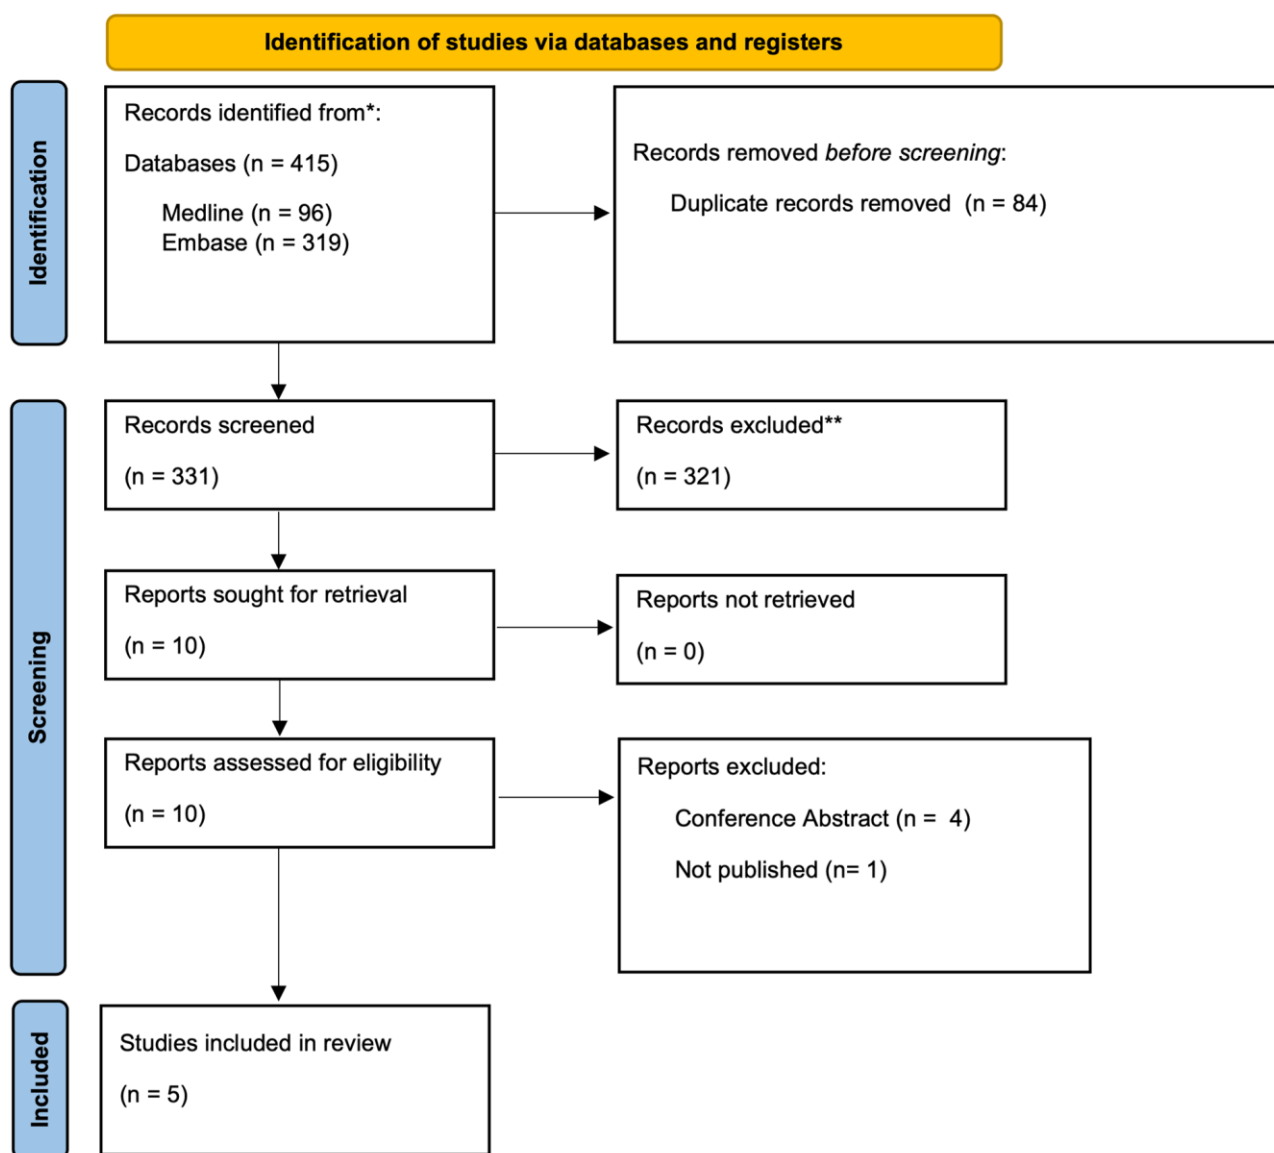 Identification of studies via databases and registers
Identification
Records identified from*:
Databases (n = 415)
Medline (n = 96)
Embase (n = 319)
Records removed before screening:
Duplicate records removed  (n = 84)
Screening
Records screened
(n = 331)
Records excluded**
(n = 321)
Reports sought for retrieval
(n = 10)
Reports not retrieved
(n = 0)
Reports assessed for eligibility
(n = 10)
Reports excluded:
Conference Abstract (n =  4)
Not published (n= 1)
Included
Studies included in review
(n = 5)